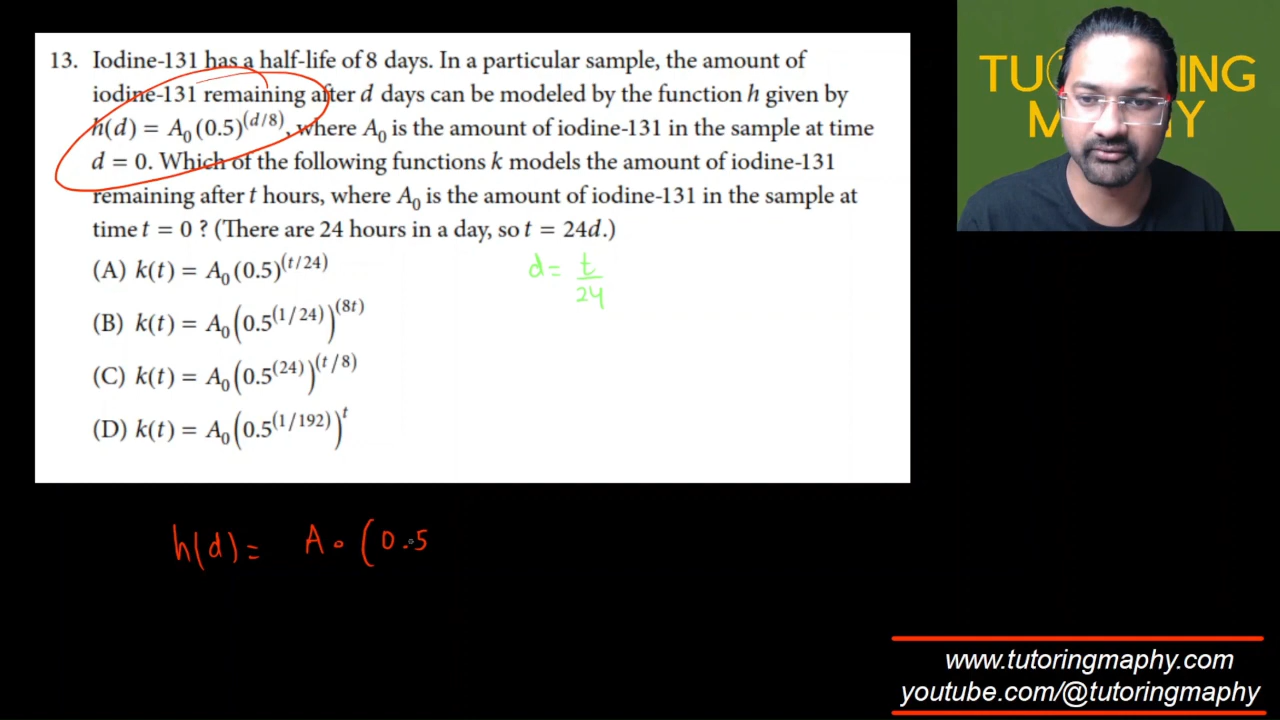 13. Iodine-131 has a half-life of 8 days. In a particular sample, the amount of
iodine-131 remaining after d days can be modeled by the function h given by
h(d) = A₀(0.5)^(d/8), where A₀ is the amount of iodine-131 in the sample at time
d = 0. Which of the following functions k models the amount of iodine-131
remaining after t hours, where A₀ is the amount of iodine-131 in the sample at
time t = 0 ? (There are 24 hours in a day, so t = 24d.)
(A) k(t) = A₀(0.5)^(t/24)
(B) k(t) = A₀(0.5^(1/24))^(8t)
(C) k(t) = A₀(0.5^(24))^(t/8)
(D) k(t) = A₀(0.5^(1/192))^t
d = t/24
h(d) = A₀ (0.5
TUTORING
MAPHY
www.tutoringmaphy.com
youtube.com/@tutoringmaphy